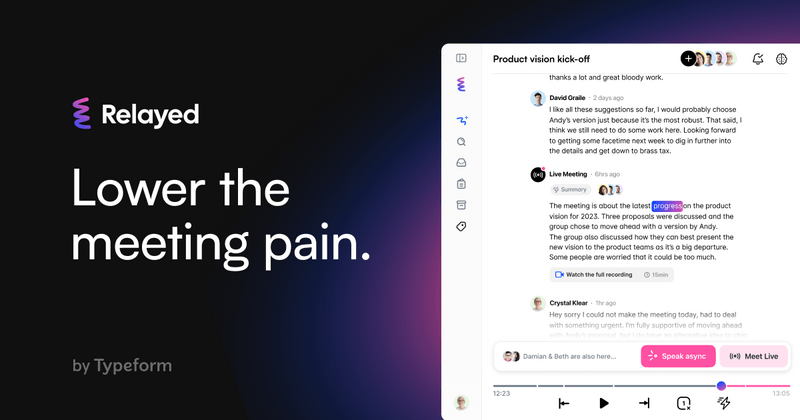 Relayed
Lower the
meeting pain.
by Typeform
Product vision kick-off
thanks a lot and great bloody work.
David Graile · 2 days ago
I like all these suggestions so far, I would probably choose
Andy's version just because it's the most robust. That said, I
think we still need to do some work here. Looking forward
to getting some facetime next week to dig in further into
the details and get down to brass tax.
Live Meeting · 6hrs ago
Summary
The meeting is about the latest progress on the product
vision for 2023. Three proposals were discussed and the
group chose to move ahead with a version by Andy.
The group also discussed how they can best present the
new vision to the product teams as it's a big departure.
Some people are worried that it could be too much.
Watch the full recording 15min
Crystal Klear · 1hr ago
Hey sorry I could not make the meeting today, had to deal
with something urgent. I'm fully supportive of moving ahead
Damian & Beth are also here...
Speak async
Meet Live
12:23
13:05
1